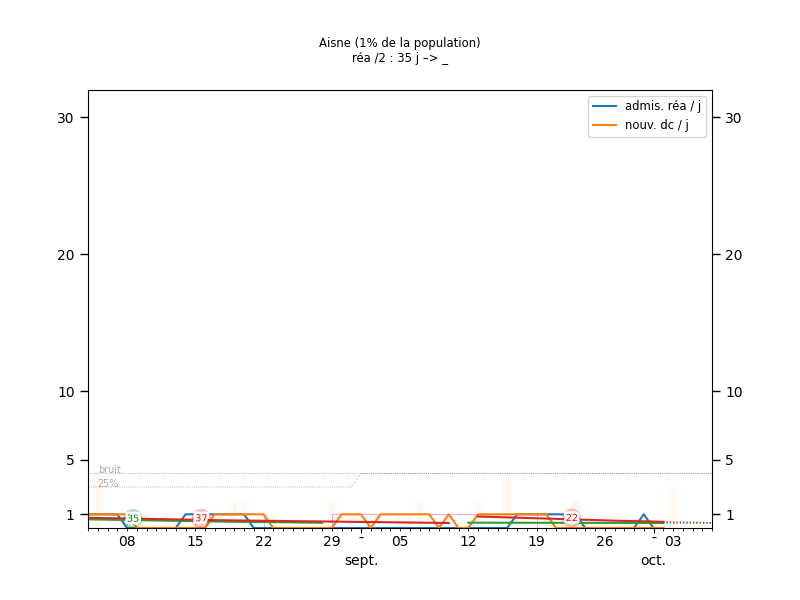 Aisne (1% de la population)
réa /2 : 35 j –> _
admis. réa / j
nouv. dc / j
30 30
20 20
10 10
5 5
bruit
25%
1 35 37 22 1
08 15 22 29 - 05 12 19 26 - 03
sept. oct.